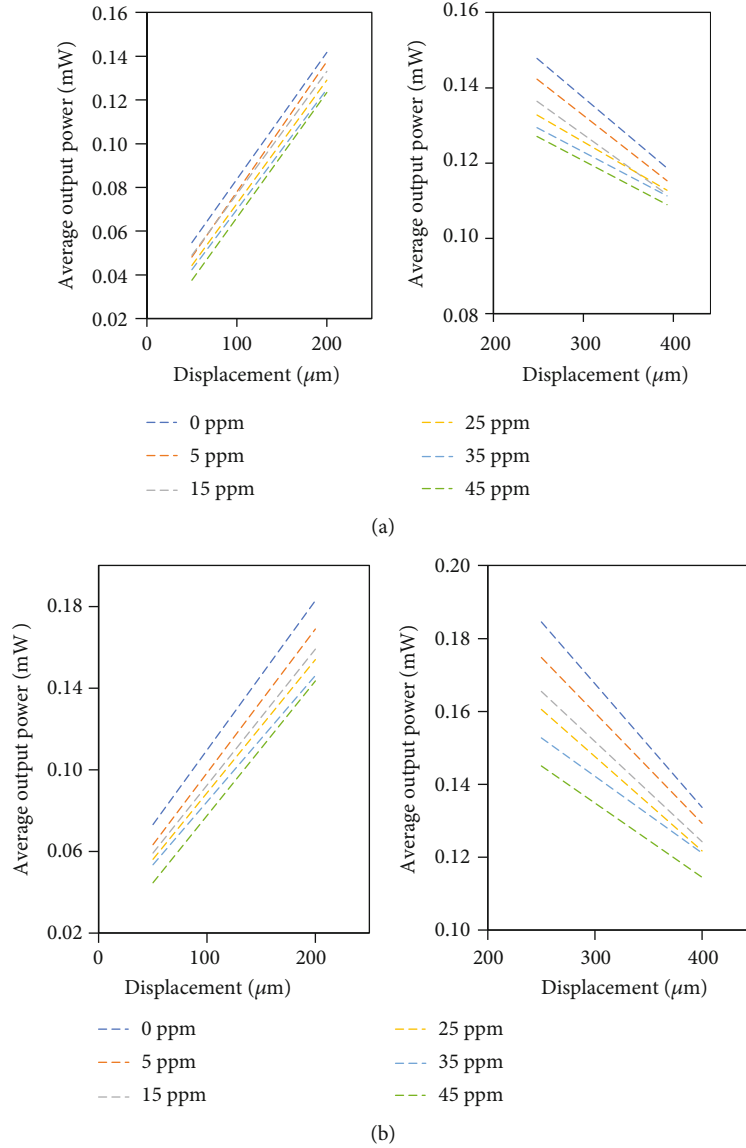 Average output power (mW)
0.16
0.14
0.12
0.10
0.08
0.06
0.04
0.02
0
100
200
Displacement (μm)
Average output power (mW)
0.16
0.14
0.12
0.10
0.08
200
300
400
Displacement (μm)
0 ppm
5 ppm
15 ppm
25 ppm
35 ppm
45 ppm
(a)
Average output power (mW )
0.18
0.14
0.10
0.06
0.02
0
100
200
Displacement (μm)
Average output power (mW)
0.20
0.18
0.16
0.14
0.12
0.10
200
300
400
Displacement (μm)
0 ppm
5 ppm
15 ppm
25 ppm
35 ppm
45 ppm
(b)